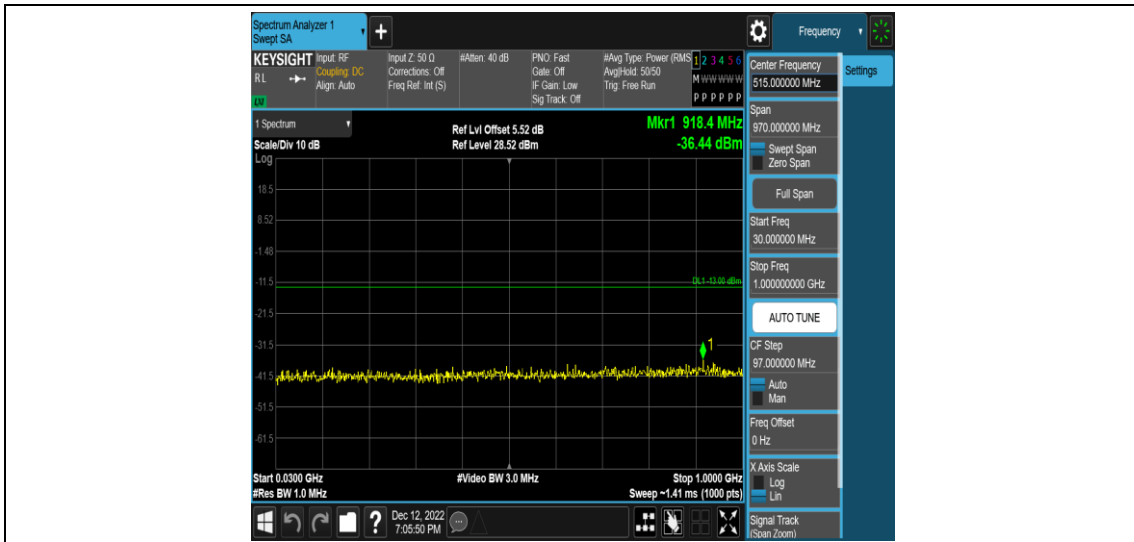 Spectrum Analyzer 1
Swept SA
+
Frequency
KEYSIGHT
RL
LXI
Input: RF
Coupling: DC
Align: Auto
Input Z: 50 Ω
Corrections: Off
Freq Ref: Int (S)
#Atten: 40 dB
PNO: Fast
Gate: Off
IF Gain: Low
Sig Track: Off
#Avg Type: Power (RMS
Avg|Hold: 50/50
Trig: Free Run
1 2 3 4 5 6
M W W W W W
P P P P P P
Center Frequency
515.000000 MHz
Settings
1 Spectrum
Scale/Div 10 dB
Log
Ref Lvl Offset 5.52 dB
Ref Level 28.52 dBm
Mkr1 918.4 MHz
-36.44 dBm
18.5
8.52
-1.48
-11.5
-21.5
-31.5
-41.5
-51.5
-61.5
DL1 -13.00 dBm
1
Start 0.0300 GHz
#Res BW 1.0 MHz
#Video BW 3.0 MHz
Stop 1.0000 GHz
Sweep ~1.41 ms (1000 pts)
Span
970.000000 MHz
Swept Span
Zero Span
Full Span
Start Freq
30.000000 MHz
Stop Freq
1.000000000 GHz
AUTO TUNE
CF Step
97.000000 MHz
Auto
Man
Freq Offset
0 Hz
X Axis Scale
Log
Lin
Signal Track
(Span Zoom)
?
Dec 12, 2022
7:05:50 PM